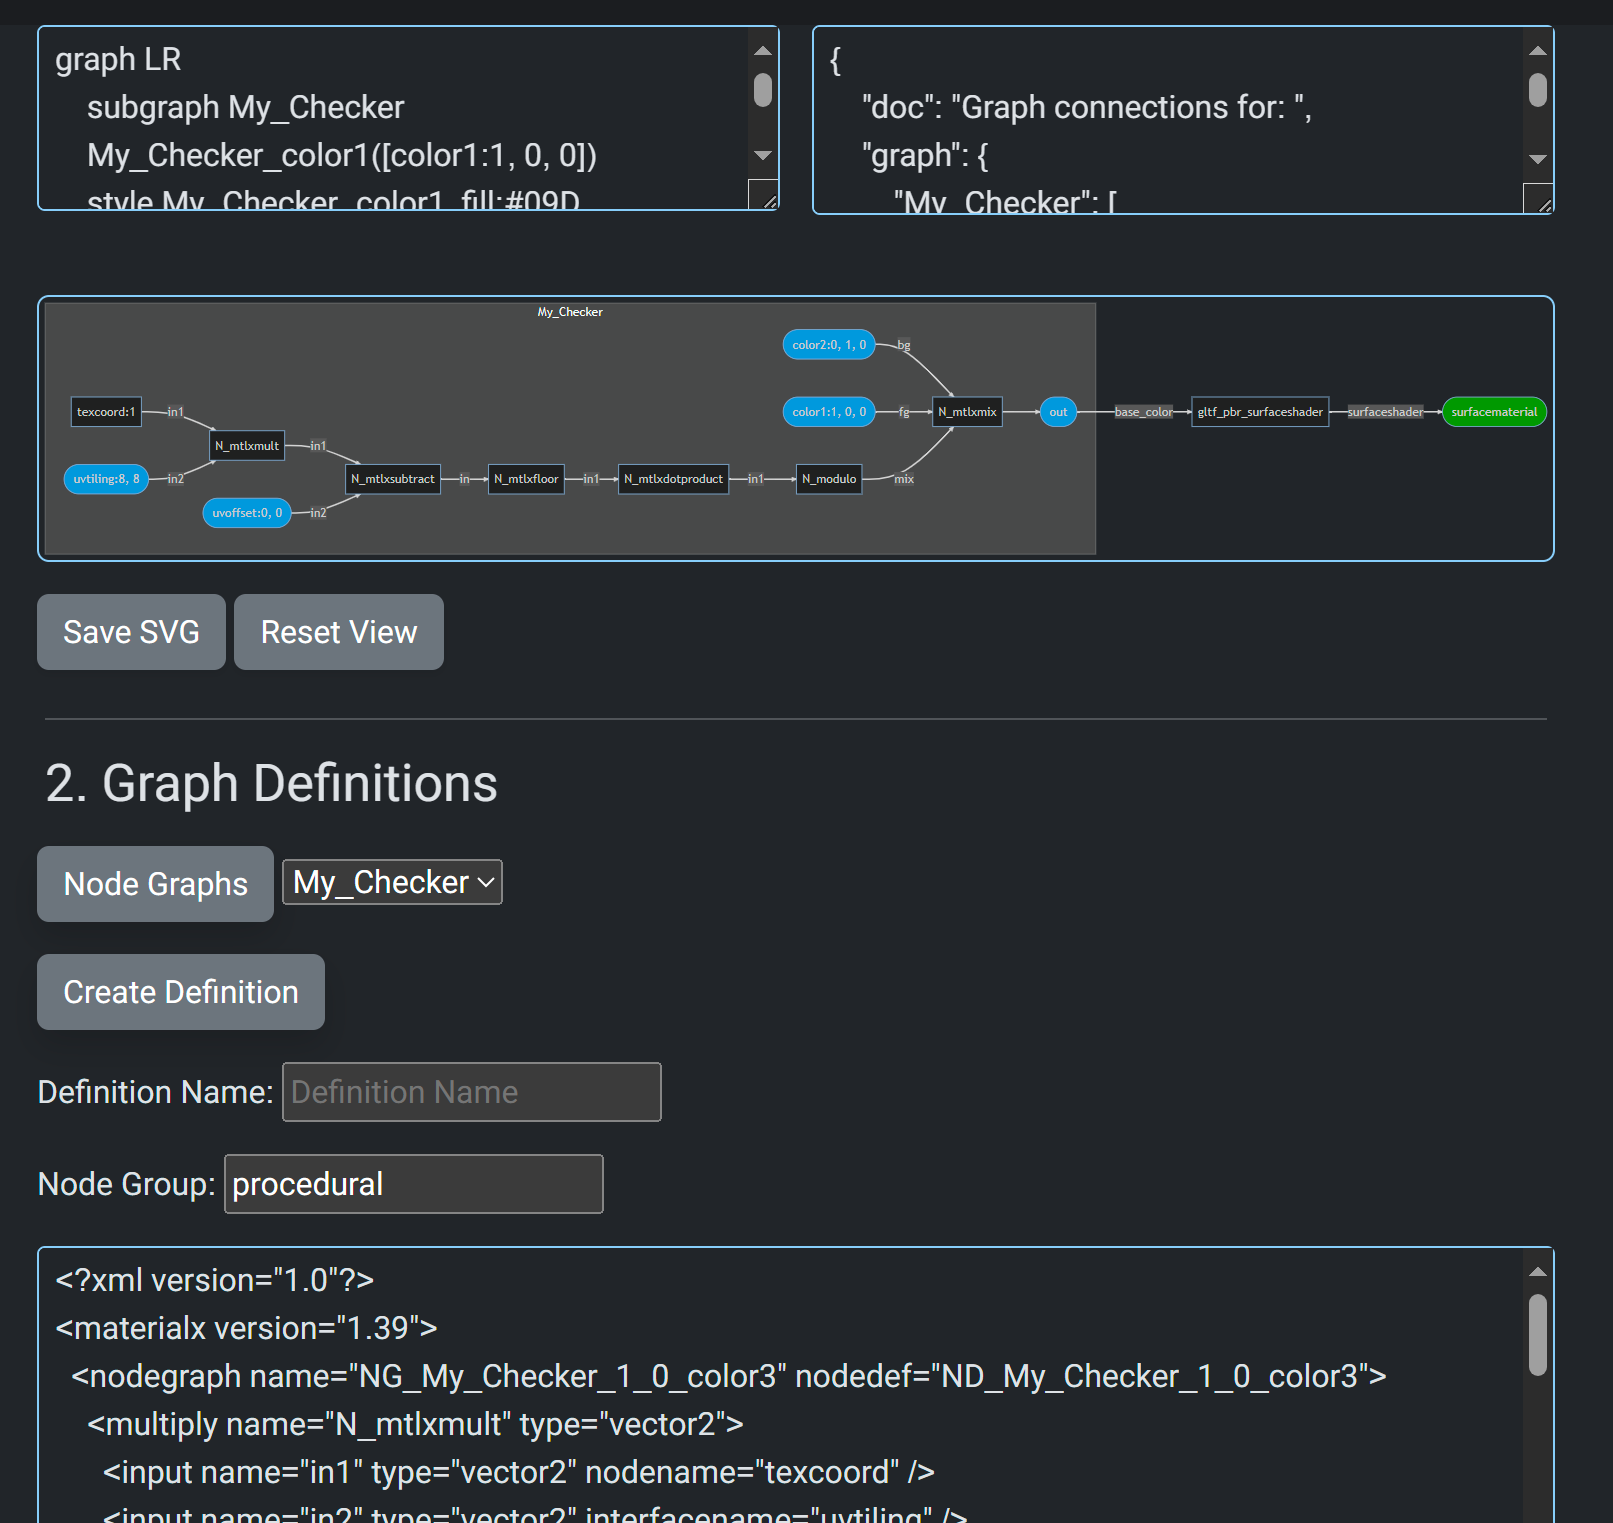 graph LR
subgraph My_Checker
My_Checker_color1([color1:1, 0, 0])
style My_Checker_color1 fill:#09D
{
"doc": "Graph connections for: ",
"graph": {
"My_Checker": [
My_Checker
color2:0, 1, 0
bg
texcoord:1
in1
color1:1, 0, 0
fg
N_mtlxmix
out
base_color
gltf_pbr_surfaceshader
surfaceshader
surfacematerial
N_mtlxmult
in1
uvtiling:8, 8
in2
N_mtlxsubtract
in
N_mtlxfloor
in1
N_mtlxdotproduct
in1
N_modulo
mix
uvoffset:0, 0
in2
Save SVG
Reset View
2. Graph Definitions
Node Graphs
My_Checker
Create Definition
Definition Name:
Definition Name
Node Group:
procedural
<?xml version="1.0"?>
<materialx version="1.39">
<nodegraph name="NG_My_Checker_1_0_color3" nodedef="ND_My_Checker_1_0_color3">
<multiply name="N_mtlxmult" type="vector2">
<input name="in1" type="vector2" nodename="texcoord" />
<input name="in2" type="vector2" interfacename="uvtiling" />